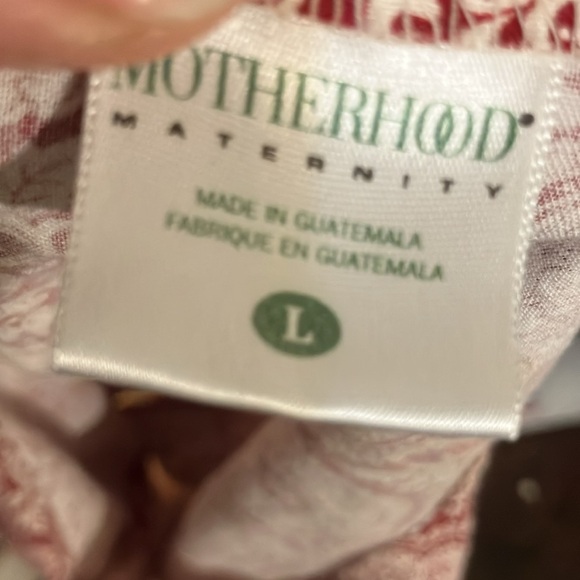 MOTHERHOOD
MATERNITY
MADE IN GUATEMALA
FABRIQUE EN GUATEMALA
L